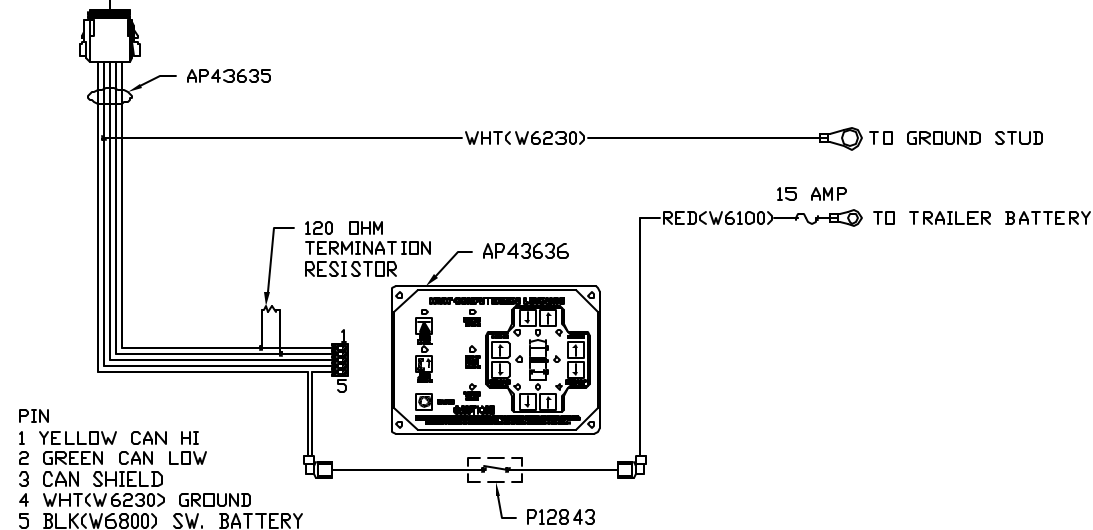 AP43635
WHT(W6230)
TO GROUND STUD
15 AMP
RED(W6100)
TO TRAILER BATTERY
120 OHM
TERMINATION
RESISTOR
AP43636
1
5
PIN
1 YELLOW CAN HI
2 GREEN CAN LOW
3 CAN SHIELD
4 WHT(W6230) GROUND
5 BLK(W6800) SW. BATTERY
P12843